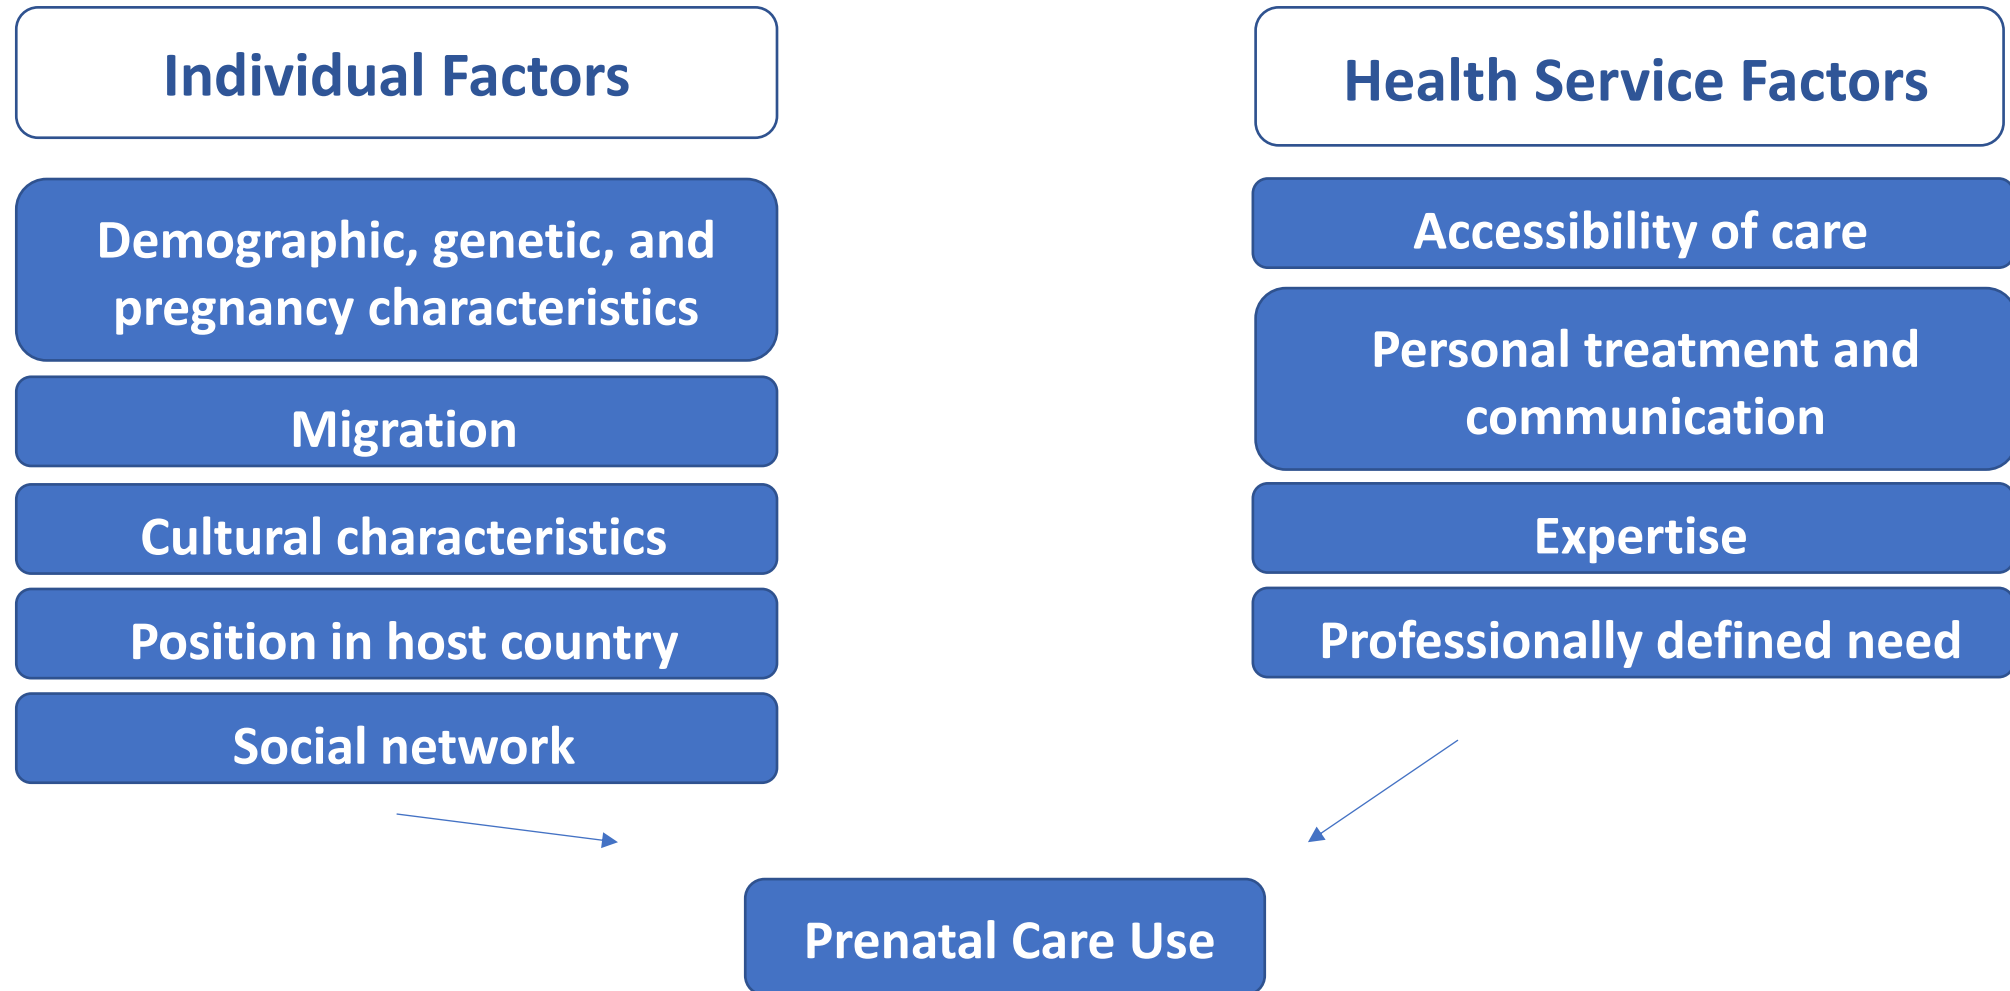 Individual Factors
Demographic, genetic, and
pregnancy characteristics
Migration
Cultural characteristics
Position in host country
Social network
Health Service Factors
Accessibility of care
Personal treatment and
communication
Expertise
Professionally defined need
Prenatal Care Use